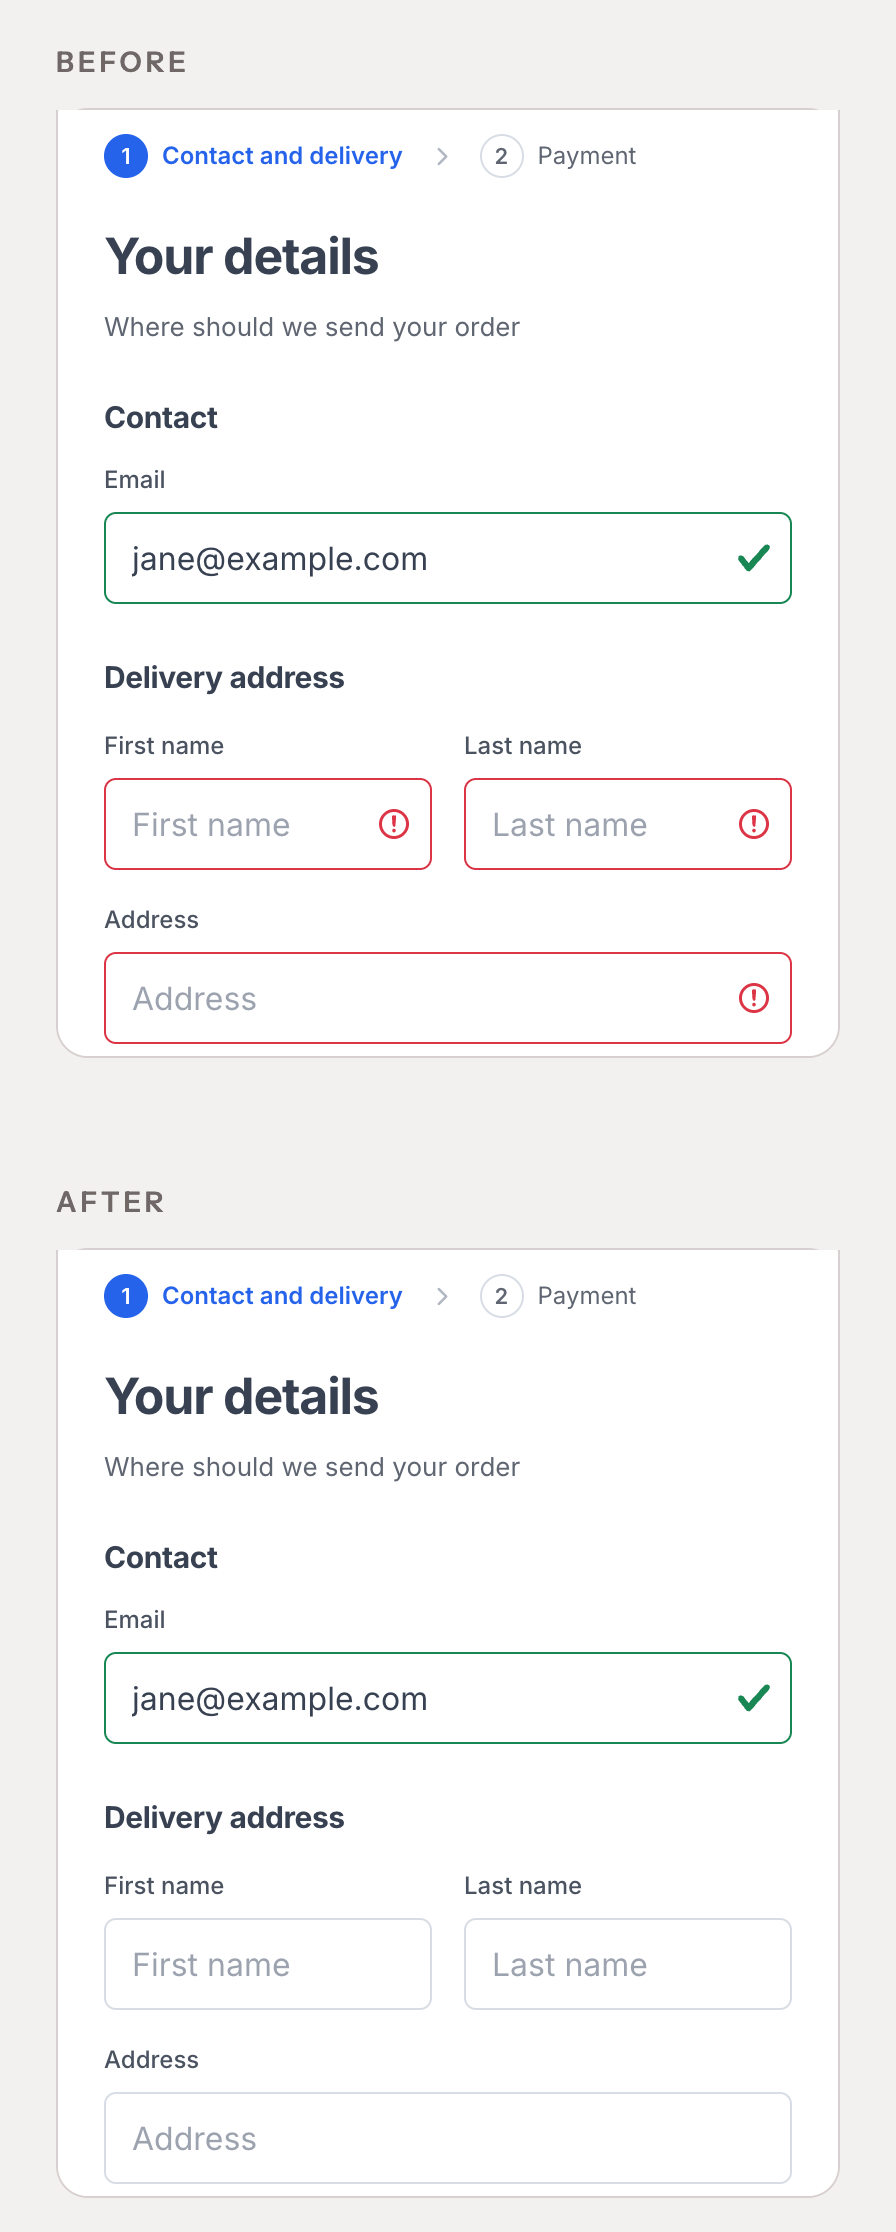 BEFORE
1 Contact and delivery 2 Payment
Your details
Where should we send your order
Contact
Email
jane@example.com
Delivery address
First name Last name
First name Last name
Address
Address
AFTER
1 Contact and delivery 2 Payment
Your details
Where should we send your order
Contact
Email
jane@example.com
Delivery address
First name Last name
First name Last name
Address
Address